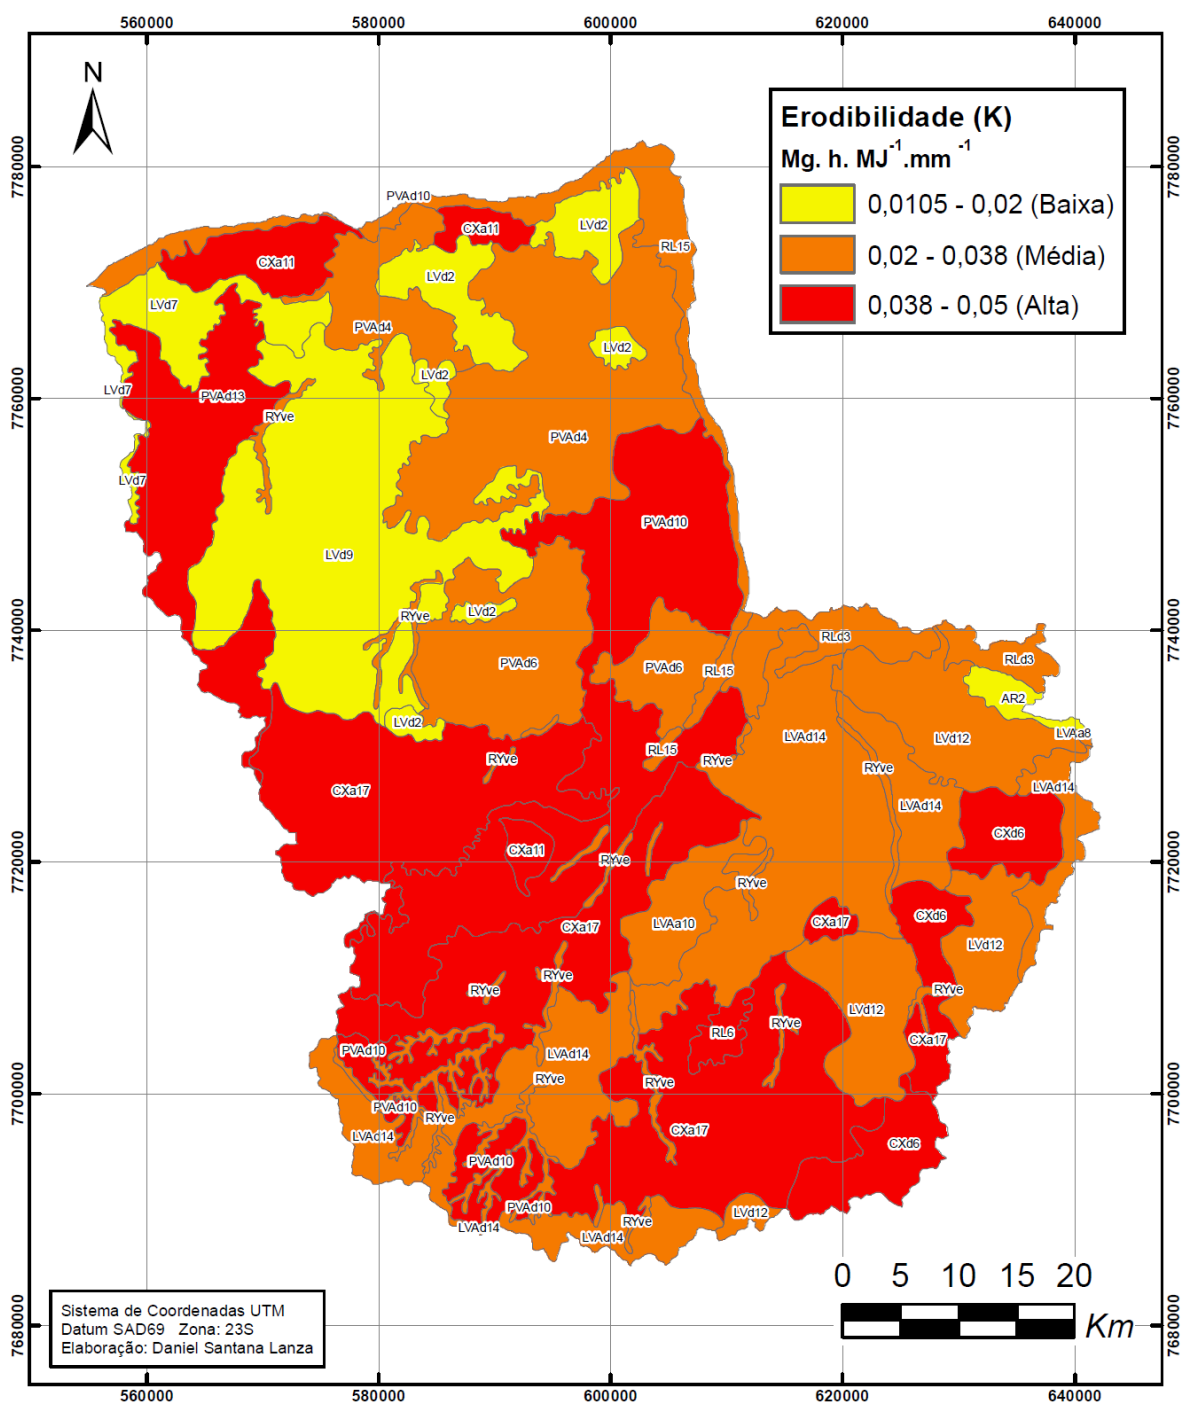 560000
580000
600000
620000
640000
N
7780000
7780000
Erodibilidade (K)
Mg. h. MJ-1.mm -1
0,0105 - 0,02 (Baixa)
0,02 - 0,038 (Média)
0,038 - 0,05 (Alta)
PVAd10
CXa11
LVd2
RL15
CXa11
LVd2
LVd7
PVAd4
LVd2
LVd2
LVd7
PVAd13
7760000
7760000
RYve
PVAd4
LVd7
PVAd10
LVd9
LVd2
RYve
7740000
7740000
RLd3
RLd3
PVAd6
PVAd6
RL15
AR2
LVd2
LVAa8
LVAd14
LVd12
RL15
RYve
RYve
RYve
LVAd14
CXa17
LVAd14
CXd6
CXa11
RYve
7720000
7720000
RYve
CXa17
LVAa10
CXa17
CXd6
LVd12
RYve
RYve
RYve
LVd12
RYve
RL6
CXa17
PVAd10
LVAd14
RYve
RYve
7700000
7700000
PVAd10
RYve
LVAd14
CXa17
CXd6
PVAd10
PVAd10
LVAd14
RYve
LVd12
LVAd14
0 5 10 15 20
Km
Sistema de Coordenadas UTM
Datum SAD69 Zona: 23S
Elaboração: Daniel Santana Lanza
7680000
7680000
560000
580000
600000
620000
640000